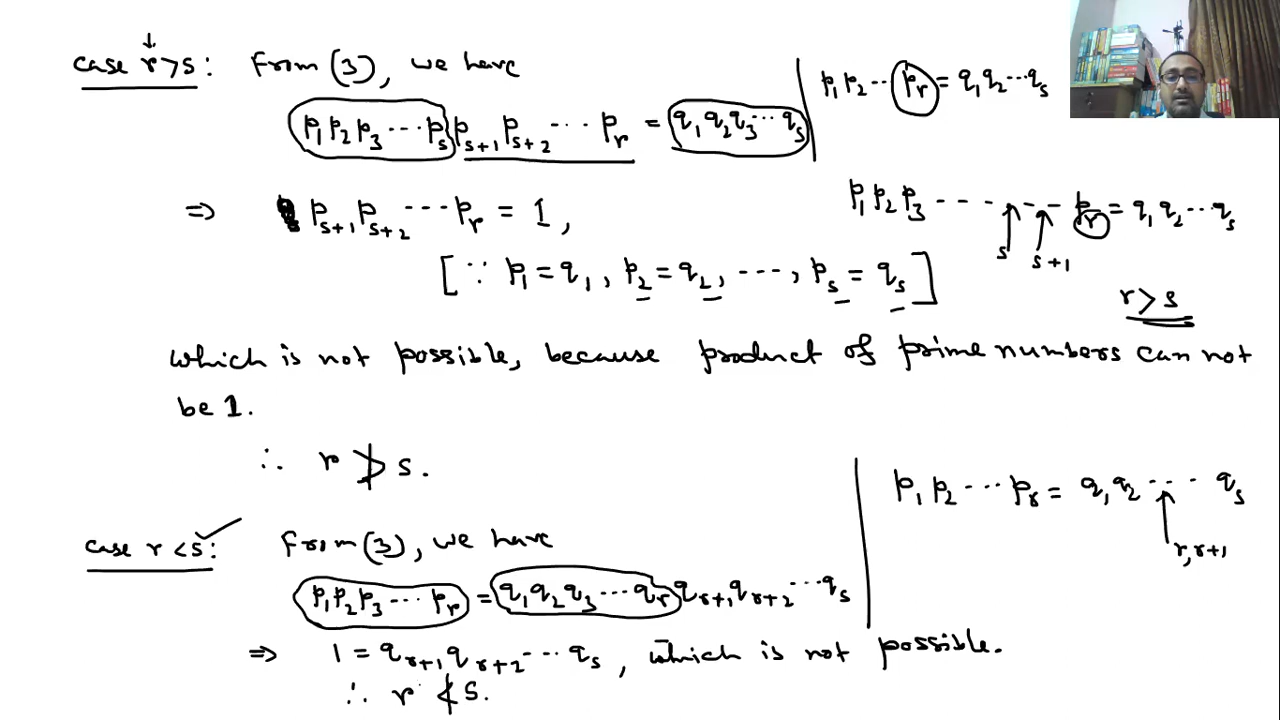 case r > s : From (3), we have
p₁p₂p₃ ⋯ pₛ pₛ₊₁ pₛ₊₂ ⋯ pᵣ = q₁q₂q₃ ⋯ qₛ
p₁p₂ ⋯ pᵣ = q₁q₂ ⋯ qₛ
⇒ pₛ₊₁ pₛ₊₂ ⋯ pᵣ = 1,
p₁p₂p₃ ------ pᵣ = q₁q₂ ⋯ qₛ
s s+1
[∵ p₁ = q₁, p₂ = q₂, ⋯, pₛ = qₛ]
r > s
which is not possible, because product of prime numbers can not
be 1.
∴ r ≯ s.
case r < s : From (3), we have
p₁p₂p₃ ⋯ pᵣ = q₁q₂q₃ ⋯ qᵣ qᵣ₊₁ qᵣ₊₂ ⋯ qₛ
p₁p₂ ⋯ pᵣ = q₁q₂ ⋯ qₛ
r, r+1
⇒ 1 = qᵣ₊₁ qᵣ₊₂ ⋯ qₛ, which is not possible.
∴ r ≮ s.